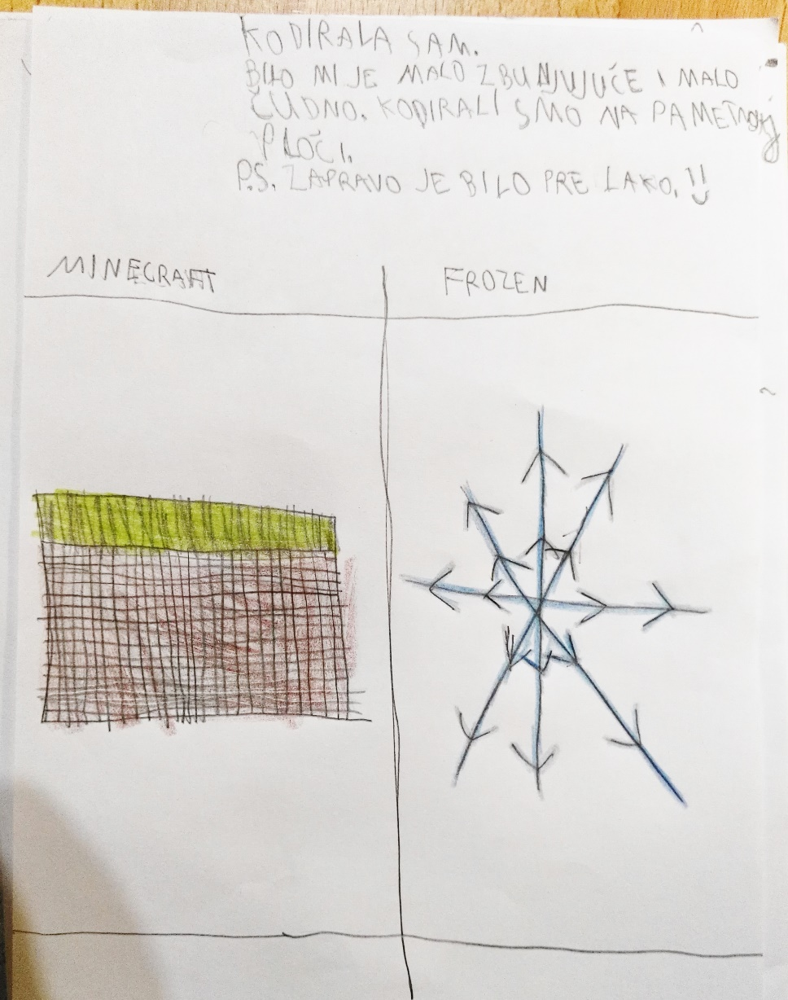 KODIRALA SAM.
BILO MI JE MALO ZBUNJUJUĆE I MALO
ČUDNO. KODIRALI SMO NA PAMETNOJ
PLOČI.
P.S. ZAPRAVO JE BILO PRE LAKO. !!
MINECRAFT
FROZEN